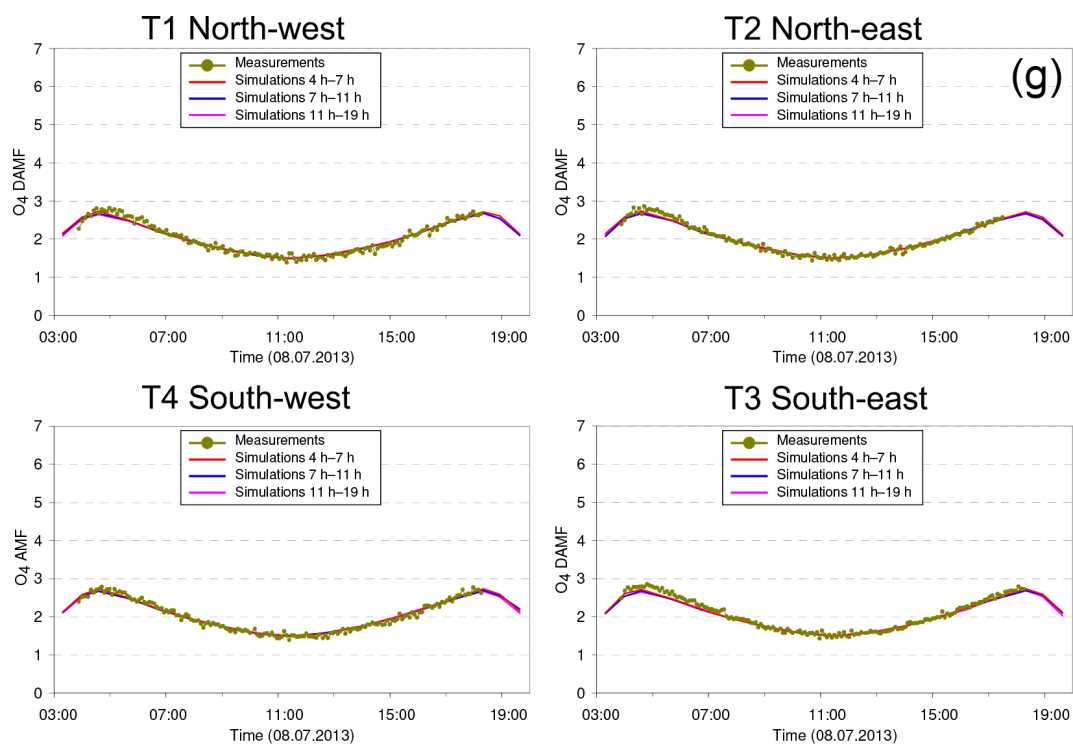 T1 North-west
7
6
5
4
3
2
1
0
O4 DAMF
Measurements
Simulations 4 h–7 h
Simulations 7 h–11 h
Simulations 11 h–19 h
03:00 07:00 11:00 15:00 19:00
Time (08.07.2013)
T2 North-east
(g)
7
6
5
4
3
2
1
0
O4 DAMF
Measurements
Simulations 4 h–7 h
Simulations 7 h–11 h
Simulations 11 h–19 h
03:00 07:00 11:00 15:00 19:00
Time (08.07.2013)
T4 South-west
7
6
5
4
3
2
1
0
O4 AMF
Measurements
Simulations 4 h–7 h
Simulations 7 h–11 h
Simulations 11 h–19 h
03:00 07:00 11:00 15:00 19:00
Time (08.07.2013)
T3 South-east
7
6
5
4
3
2
1
0
O4 DAMF
Measurements
Simulations 4 h–7 h
Simulations 7 h–11 h
Simulations 11 h–19 h
03:00 07:00 11:00 15:00 19:00
Time (08.07.2013)